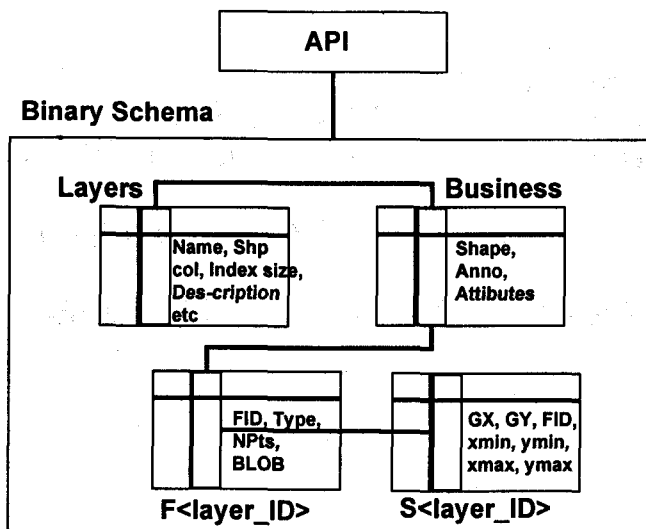 API
Binary Schema
Layers
Business
Name, Shp
col, Index size,
Des-cription
etc
Shape,
Anno,
Attibutes
FID, Type,
NPts,
BLOB
GX, GY, FID,
xmin, ymin,
xmax, ymax
F<layer_ID>
S<layer_ID>